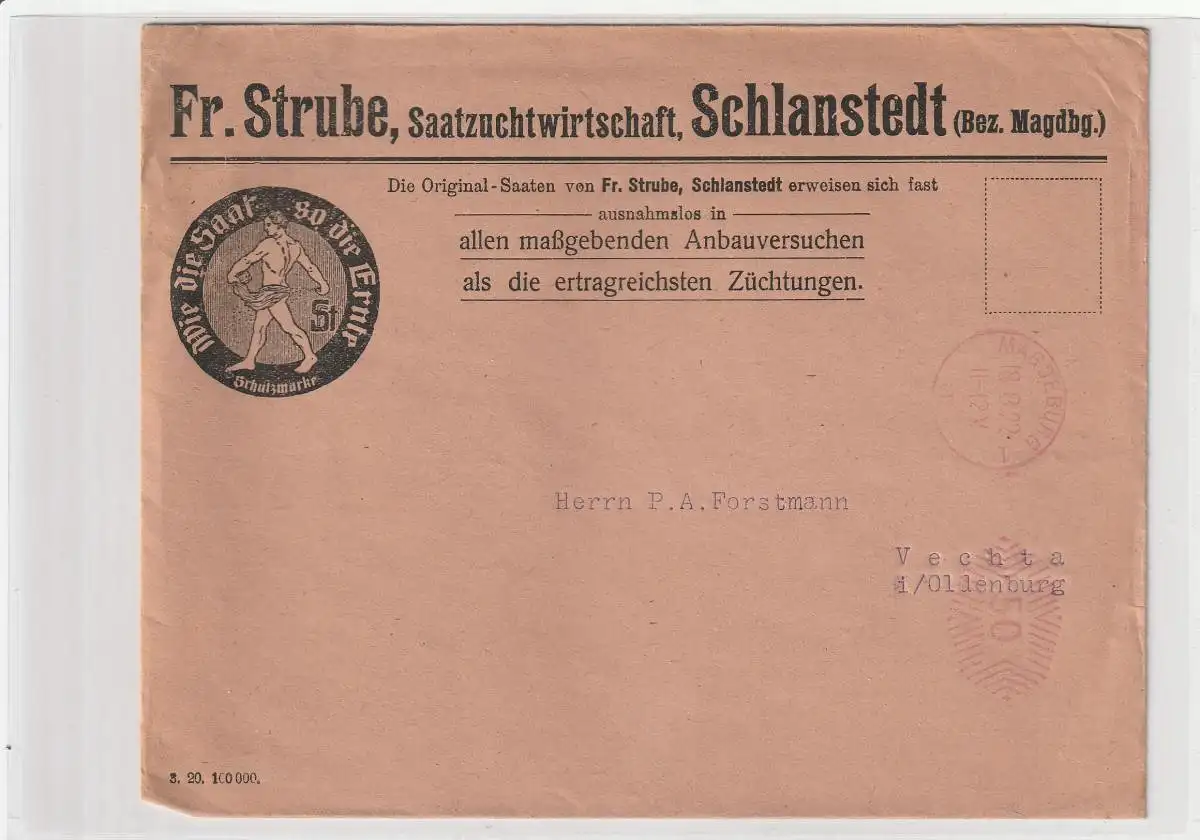 Fr. Strube, Saatzuchtwirtschaft, Schlanstedt (Bez. Magdbg.)
Die Original-Saaten von Fr. Strube, Schlanstedt erweisen sich fast
ausnahmslos in
allen maßgebenden Anbauversuchen
als die ertragreichsten Züchtungen.
Wie die Saat so die Ernte
St
Schutzmarke
Herrn P.A.Forstmann
Vechta
i/Oldenburg
50
3. 20. 100000.